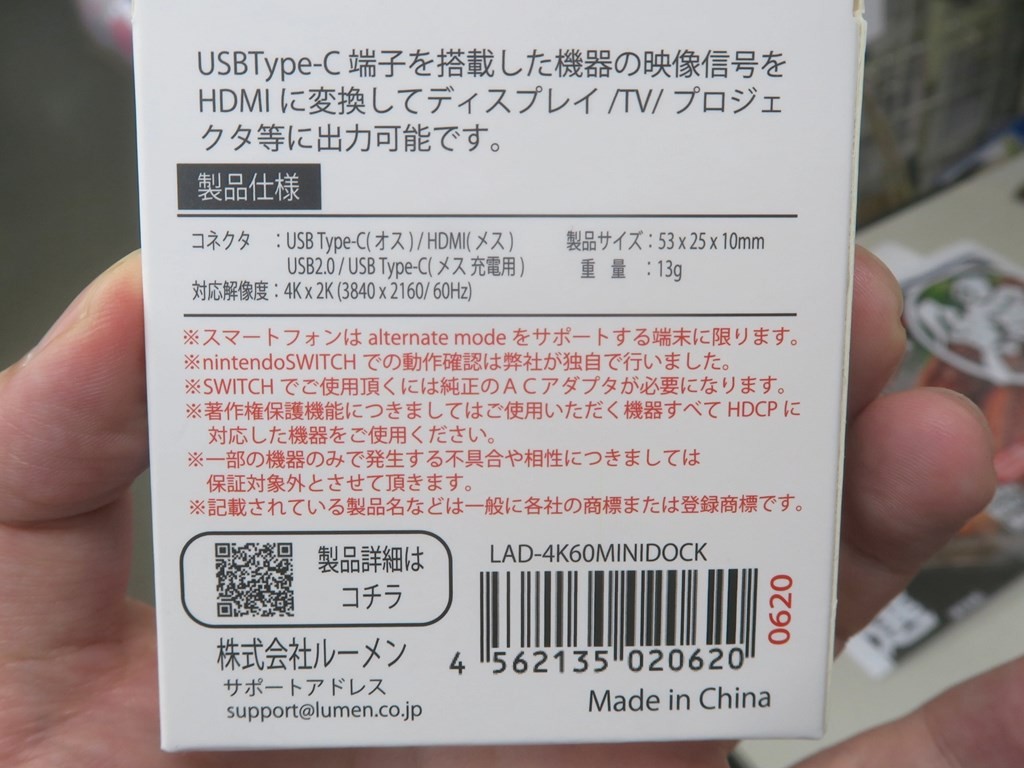 USBType-C 端子を搭載した機器の映像信号を
HDMI に変換してディスプレイ /TV/ プロジェ
クタ等に出力可能です。
製品仕様
コネクタ ：USB Type-C( オス ) / HDMI( メス )
USB2.0 / USB Type-C( メス 充電用 )
対応解像度：4K x 2K (3840 x 2160/ 60Hz)
製品サイズ：53 x 25 x 10mm
重 量 ：13g
※スマートフォンは alternate mode をサポートする端末に限ります。
※nintendoSWITCH での動作確認は弊社が独自で行いました。
※SWITCH でご使用頂くには純正のＡＣアダプタが必要になります。
※著作権保護機能につきましてはご使用いただく機器すべて HDCP に
対応した機器をご使用ください。
※一部の機器のみで発生する不具合や相性につきましては
保証対象外とさせて頂きます。
※記載されている製品名などは一般に各社の商標または登録商標です。
製品詳細は
コチラ
株式会社ルーメン
サポートアドレス
support@lumen.co.jp
LAD-4K60MINIDOCK
4 562135 020620
0620
Made in China